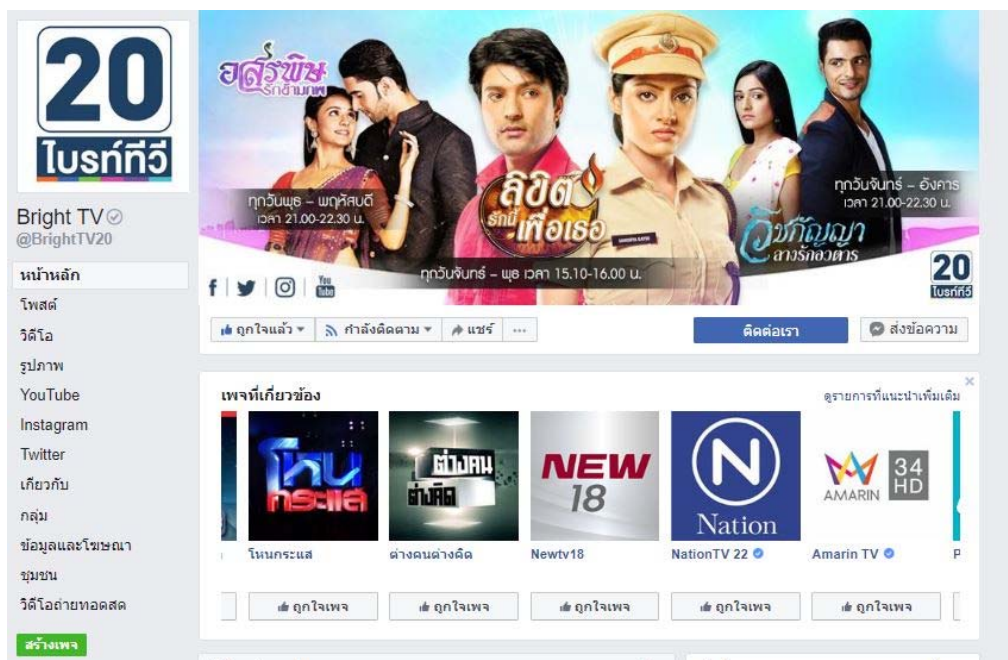 20
ไบรท์ทีวี
Bright TV
@BrightTV20
หน้าหลัก
โพสต์
วิดีโอ
รูปภาพ
YouTube
Instagram
Twitter
เกี่ยวกับ
กลุ่ม
ข้อมูลและโฆษณา
ชุมชน
วิดีโอถ่ายทอดสด
สร้างเพจ
อสรพิษ
รักข้ามภพ
ทุกวันพุธ – พฤหัสบดี
เวลา 21.00-22.30 น.
ลิขิต
รักนี้
เพื่อเธอ
ทุกวันจันทร์ – พุธ เวลา 15.10-16.00 น.
ทุกวันจันทร์ – อังคาร
เวลา 21.00-22.30 น.
วิษกัญญา
สางรักอวตาร
You
Tube
20
ไบรท์ทีวี
ถูกใจแล้ว
กำลังติดตาม
แชร์
...
ติดต่อเรา
ส่งข้อความ
เพจที่เกี่ยวข้อง
ดูรายการที่แนะนำเพิ่มเติม
โหน
กระแส
ต่างคน
ต่างคิด
NEW
18
N
Nation
AMARIN
34
HD
โหนกระแส
ต่างคนต่างคิด
Newtv18
NationTV 22
Amarin TV
P
ถูกใจเพจ
ถูกใจเพจ
ถูกใจเพจ
ถูกใจเพจ
ถูกใจเพจ